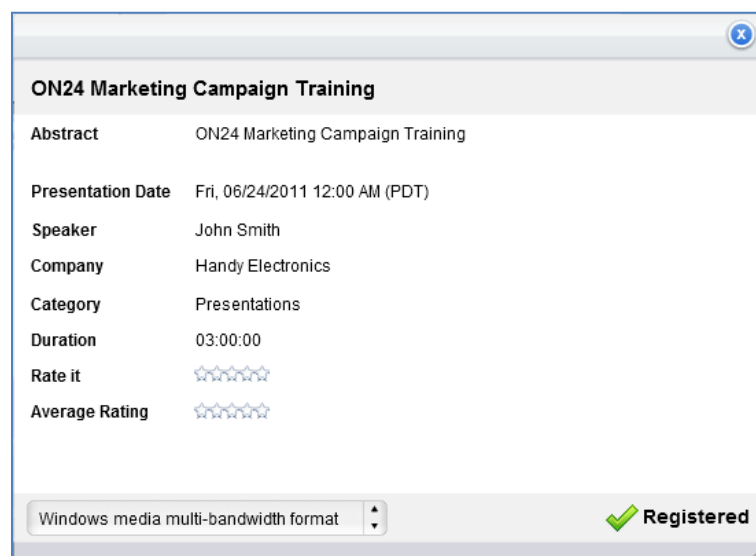 x
ON24 Marketing Campaign Training
Abstract ON24 Marketing Campaign Training
Presentation Date Fri, 06/24/2011 12:00 AM (PDT)
Speaker John Smith
Company Handy Electronics
Category Presentations
Duration 03:00:00
Rate it
Average Rating
Windows media multi-bandwidth format Registered